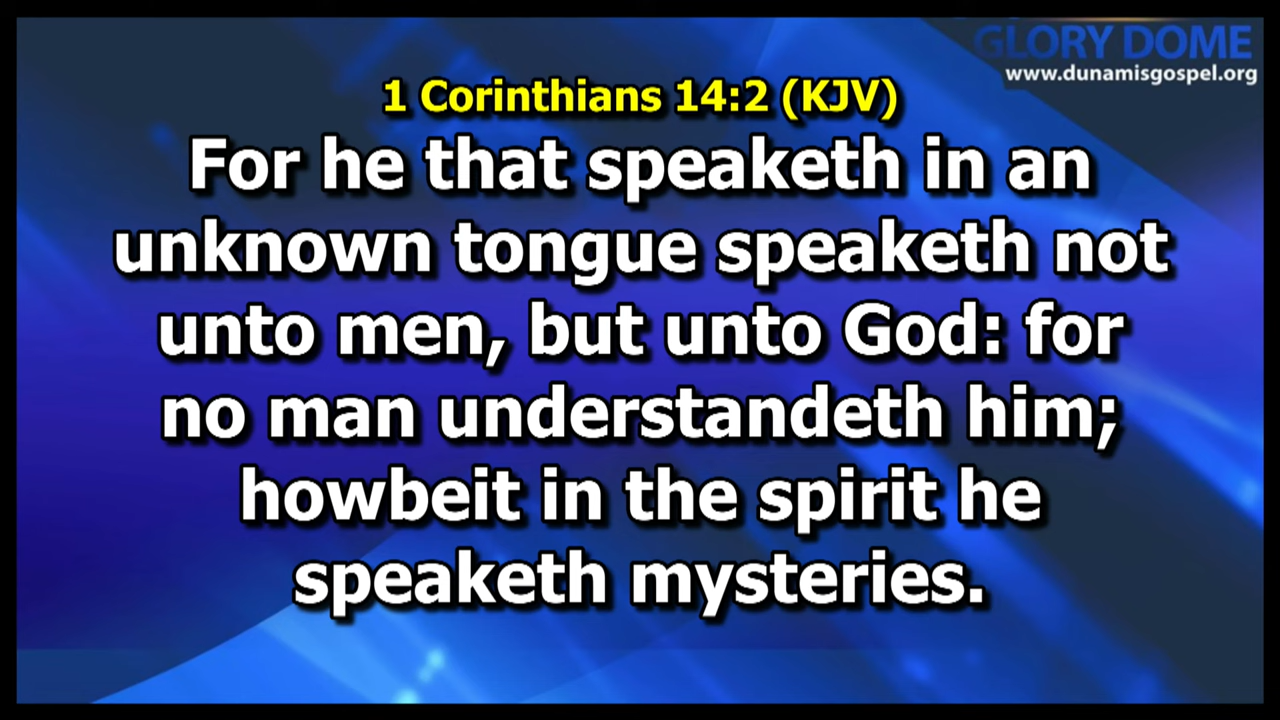 GLORY DOME
www.dunamisgospel.org
1 Corinthians 14:2 (KJV)
For he that speaketh in an
unknown tongue speaketh not
unto men, but unto God: for
no man understandeth him;
howbeit in the spirit he
speaketh mysteries.